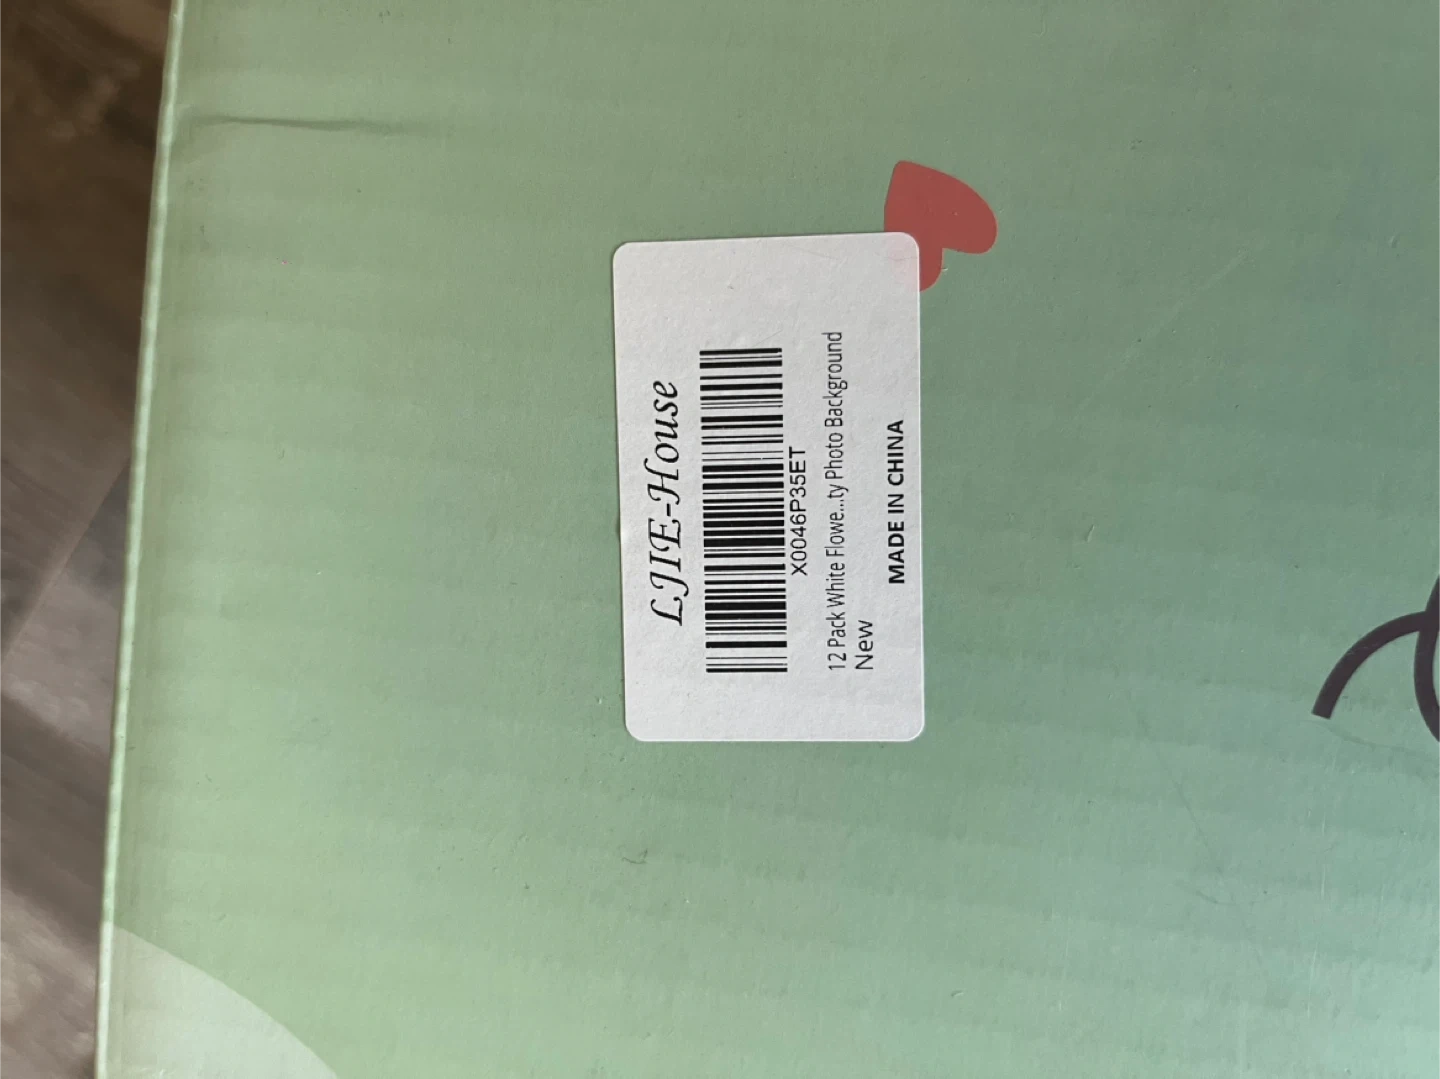 LJIE-House
X0046P35ET
12 Pack White Flowe...ty Photo Background
New
MADE IN CHINA